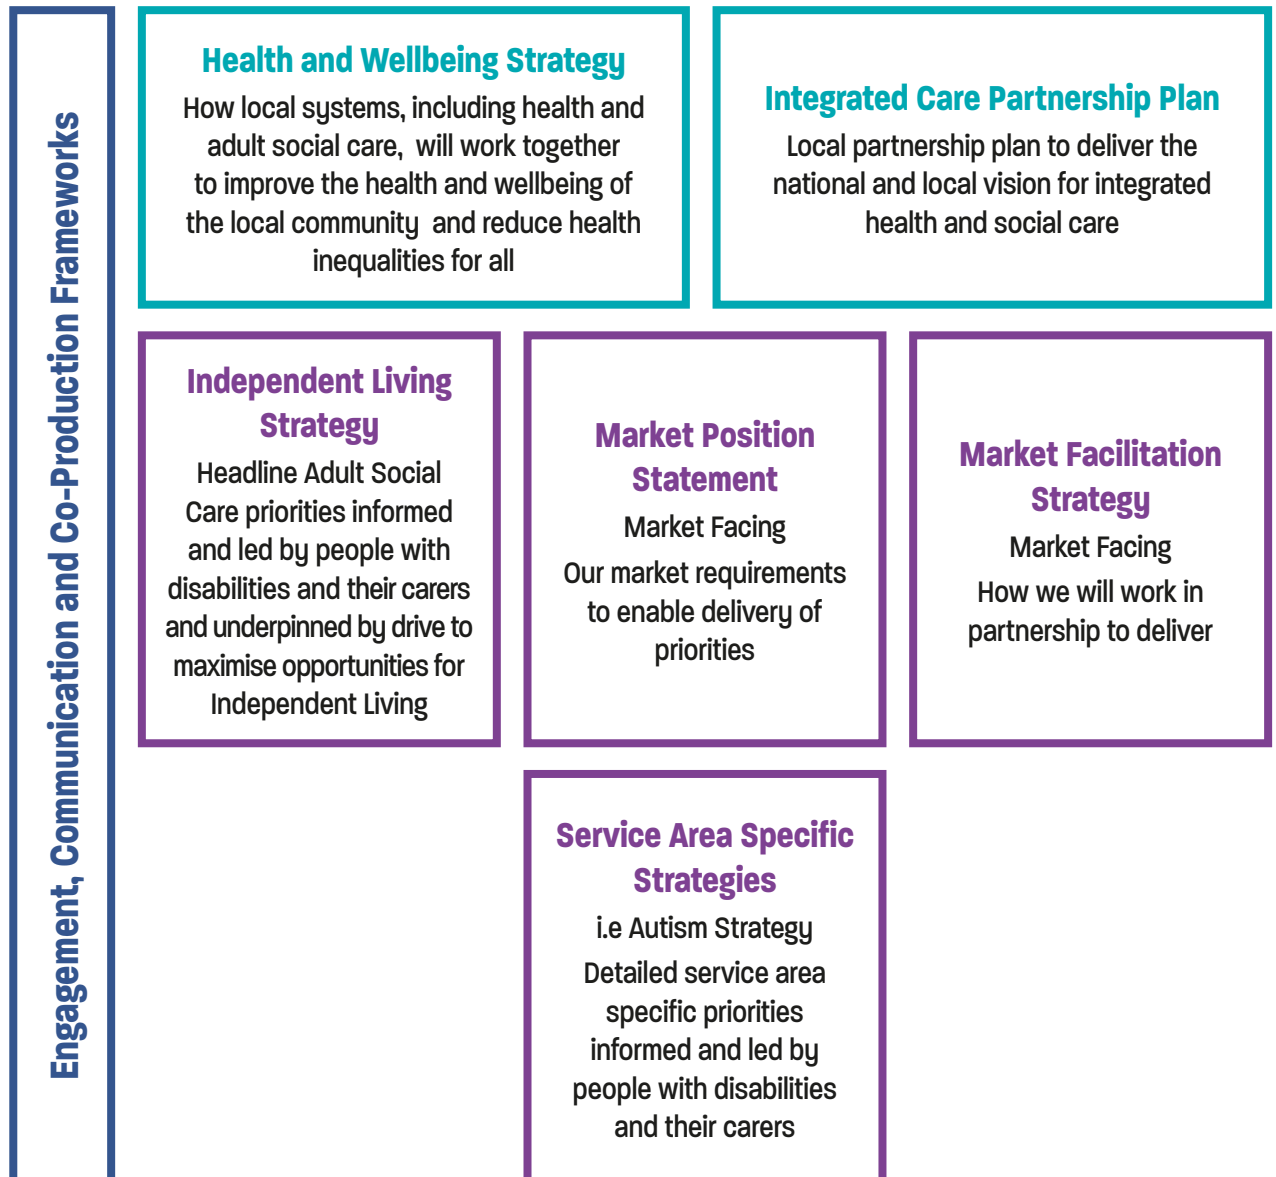 Engagement, Communication and Co-Production Frameworks
Health and Wellbeing Strategy
How local systems, including health and
adult social care, will work together
to improve the health and wellbeing of
the local community and reduce health
inequalities for all
Integrated Care Partnership Plan
Local partnership plan to deliver the
national and local vision for integrated
health and social care
Independent Living
Strategy
Headline Adult Social
Care priorities informed
and led by people with
disabilities and their carers
and underpinned by drive to
maximise opportunities for
Independent Living
Market Position
Statement
Market Facing
Our market requirements
to enable delivery of
priorities
Market Facilitation
Strategy
Market Facing
How we will work in
partnership to deliver
Service Area Specific
Strategies
i.e Autism Strategy
Detailed service area
specific priorities
informed and led by
people with disabilities
and their carers